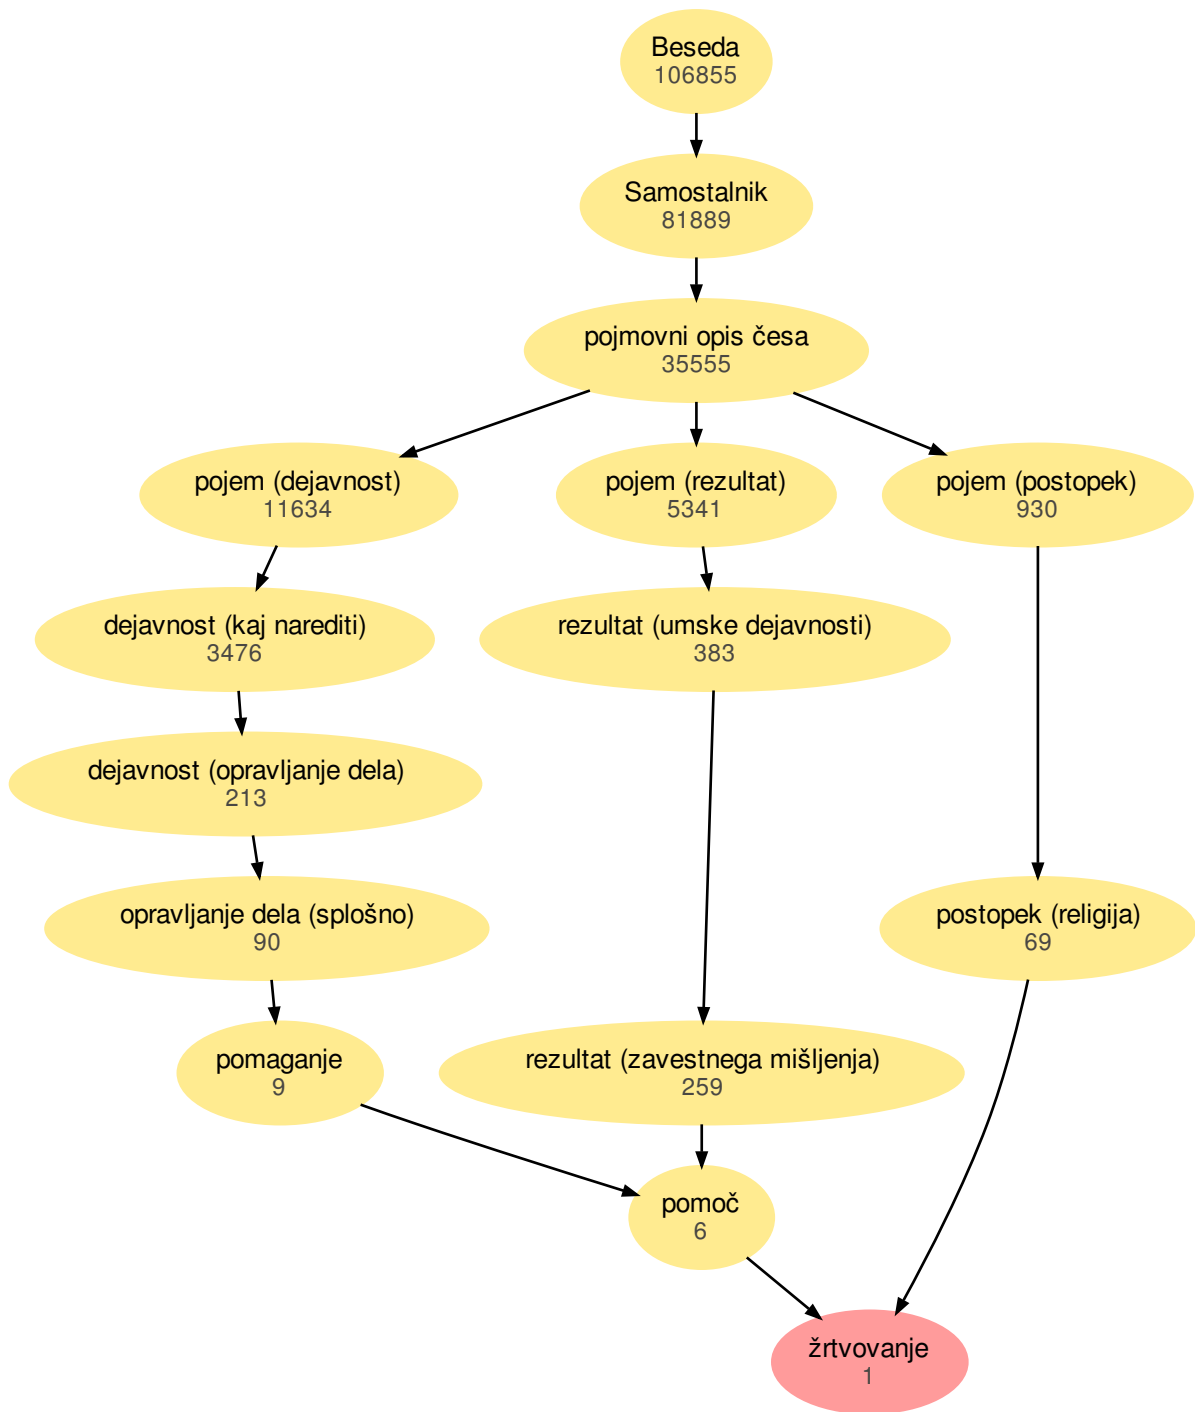 Beseda
106855
Samostalnik
81889
pojmovni opis česa
35555
pojem (dejavnost)
11634
pojem (rezultat)
5341
pojem (postopek)
930
dejavnost (kaj narediti)
3476
rezultat (umske dejavnosti)
383
dejavnost (opravljanje dela)
213
opravljanje dela (splošno)
90
postopek (religija)
69
pomaganje
9
rezultat (zavestnega mišljenja)
259
pomoč
6
žrtvovanje
1